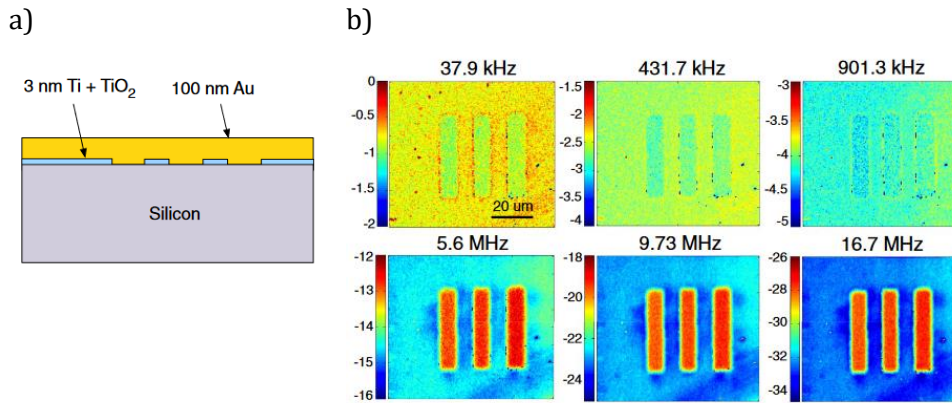 a)
3 nm Ti + TiO2
100 nm Au
Silicon
b)
37.9 kHz
431.7 kHz
901.3 kHz
0
-0.5
-1
-1.5
-2
20 um
-1.5
-2
-2.5
-3
-3.5
-4
-3
-3.5
-4
-4.5
-5
5.6 MHz
9.73 MHz
16.7 MHz
-12
-13
-14
-15
-16
-18
-20
-22
-24
-26
-28
-30
-32
-34